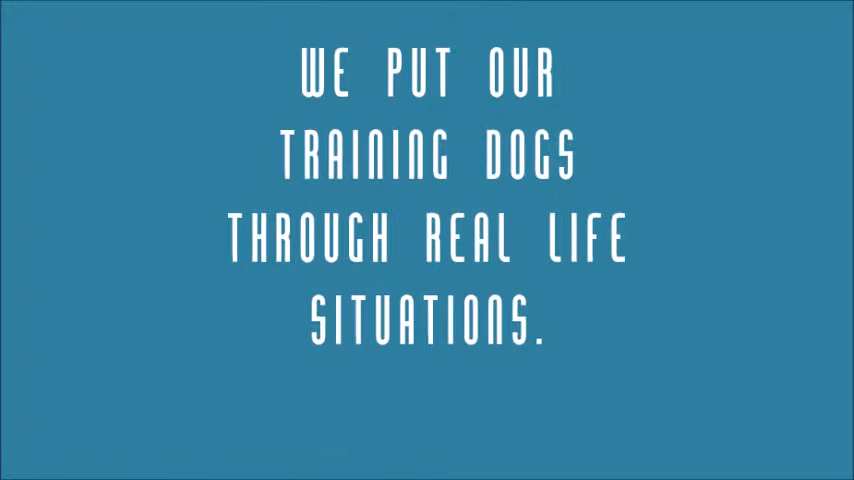 WE PUT OUR
TRAINING DOGS
THROUGH REAL LIFE
SITUATIONS.